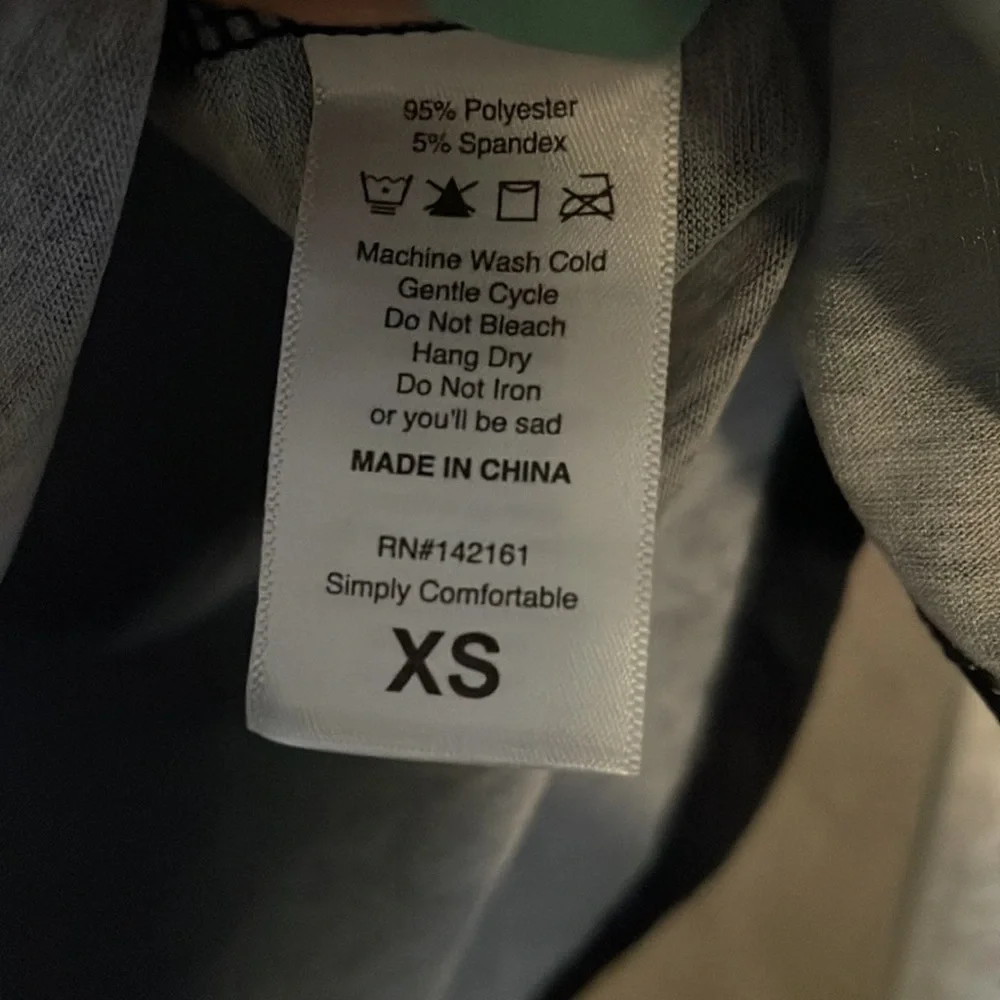 95% Polyester
5% Spandex
Machine Wash Cold
Gentle Cycle
Do Not Bleach
Hang Dry
Do Not Iron
or you'll be sad
MADE IN CHINA
RN#142161
Simply Comfortable
XS